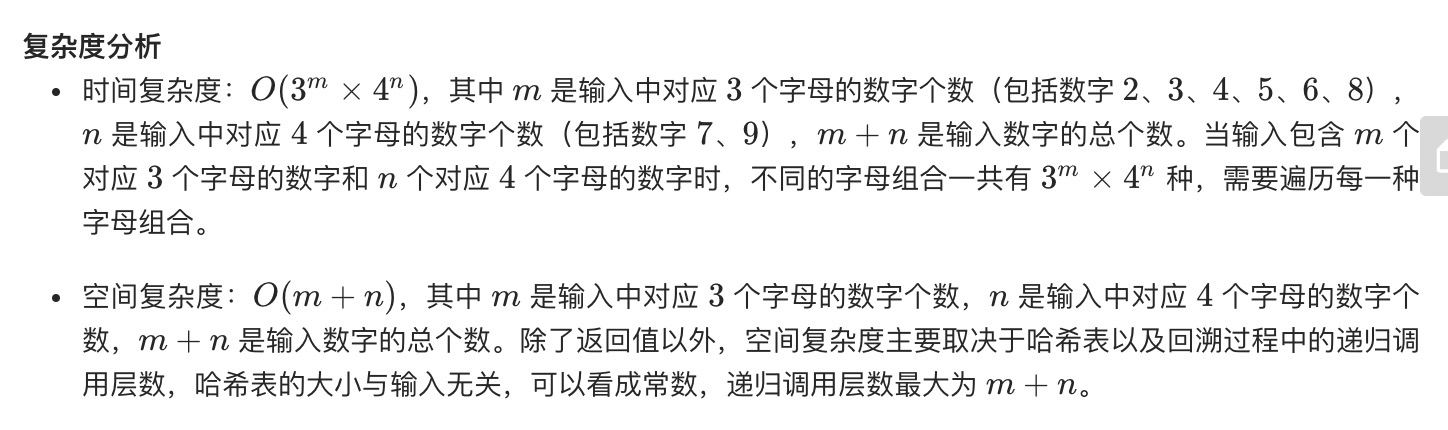 复杂度分析
• 时间复杂度：O(3^m × 4^n)，其中 m 是输入中对应 3 个字母的数字个数（包括数字 2、3、4、5、6、8），
n 是输入中对应 4 个字母的数字个数（包括数字 7、9），m + n 是输入数字的总个数。当输入包含 m 个
对应 3 个字母的数字和 n 个对应 4 个字母的数字时，不同的字母组合一共有 3^m × 4^n 种，需要遍历每一种
字母组合。
• 空间复杂度：O(m + n)，其中 m 是输入中对应 3 个字母的数字个数，n 是输入中对应 4 个字母的数字个
数，m + n 是输入数字的总个数。除了返回值以外，空间复杂度主要取决于哈希表以及回溯过程中的递归调
用层数，哈希表的大小与输入无关，可以看成常数，递归调用层数最大为 m + n。